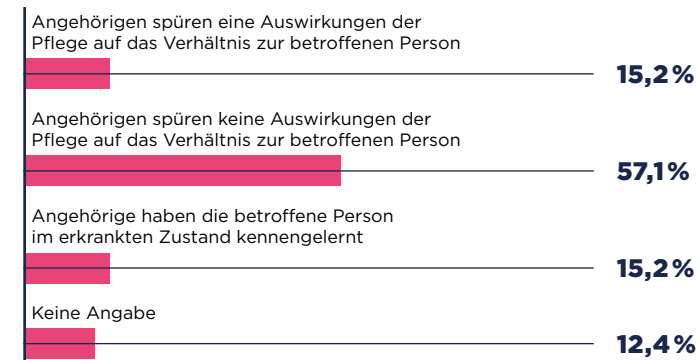 Angehörigen spüren eine Auswirkungen der
Pflege auf das Verhältnis zur betroffenen Person
15,2 %
Angehörigen spüren keine Auswirkungen der
Pflege auf das Verhältnis zur betroffenen Person
57,1 %
Angehörige haben die betroffene Person
im erkrankten Zustand kennengelernt
15,2 %
Keine Angabe
12,4 %